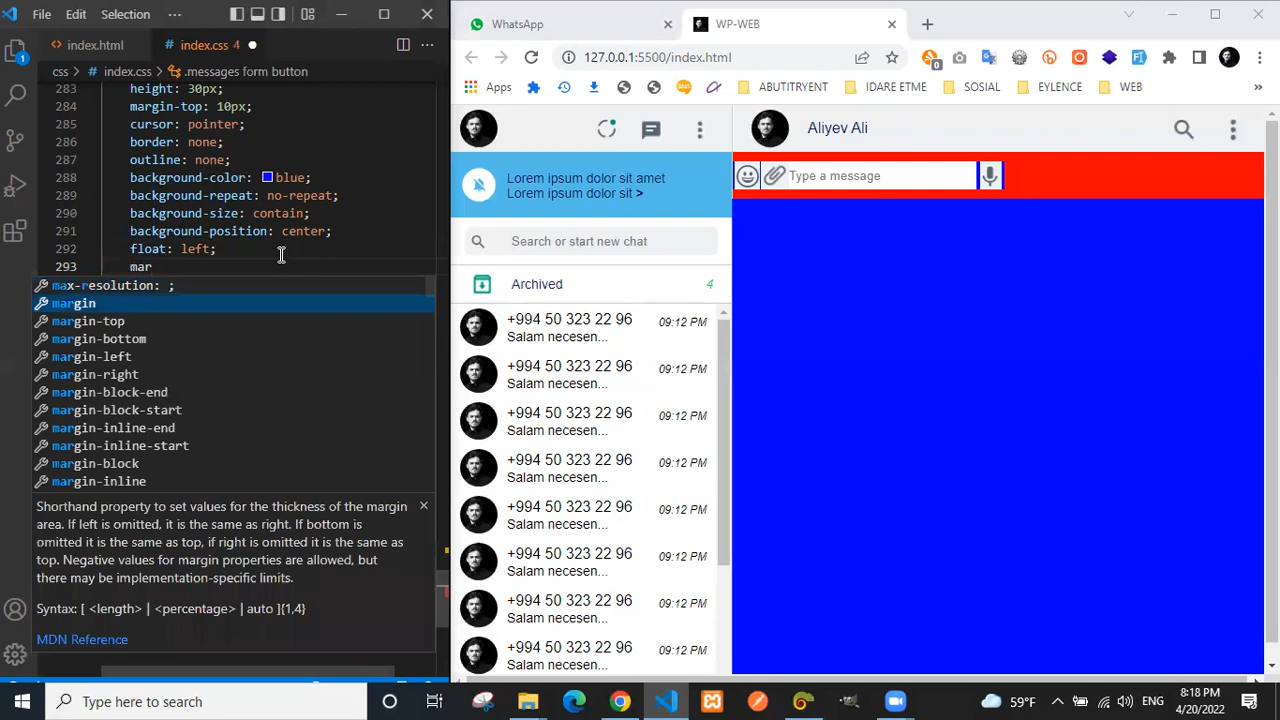 File Edit Selection ···
index.html
index.css 4
css > # index.css > .messages form button
283 height: 30px;
284 margin-top: 10px;
285 cursor: pointer;
286 border: none;
287 outline: none;
288 background-color: blue;
289 background-repeat: no-repeat;
290 background-size: contain;
291 background-position: center;
292 float: left;
293 mar
max-resolution: ;
margin
margin-top
margin-bottom
margin-left
margin-right
margin-block-end
margin-block-start
margin-inline-end
margin-inline-start
margin-block
margin-inline
Shorthand property to set values for the thickness of the margin
area. If left is omitted, it is the same as right. If bottom is
omitted it is the same as top, if right is omitted it is the same as
top. Negative values for margin properties are allowed, but
there may be implementation-specific limits.
Syntax: [ <length> | <percentage> | auto ]{1,4}
MDN Reference
1
WhatsApp
WP-WEB
127.0.0.1:5500/index.html
0
Apps
ABUTITRYENT
IDARE ETME
SOSIAL
EYLENCE
WEB
»
Aliyev Ali
Type a message
Lorem ipsum dolor sit amet
Lorem ipsum dolor sit >
Search or start new chat
Archived 4
+994 50 323 22 96 09:12 PM
Salam necesen...
+994 50 323 22 96 09:12 PM
Salam necesen...
+994 50 323 22 96 09:12 PM
Salam necesen...
+994 50 323 22 96 09:12 PM
Salam necesen...
+994 50 323 22 96 09:12 PM
Salam necesen...
+994 50 323 22 96 09:12 PM
Salam necesen...
+994 50 323 22 96 09:12 PM
Salam necesen...
+994 50 323 22 96 09:12 PM
Salam necesen...
Type here to search
59°F
ENG
8:18 PM
4/20/2022